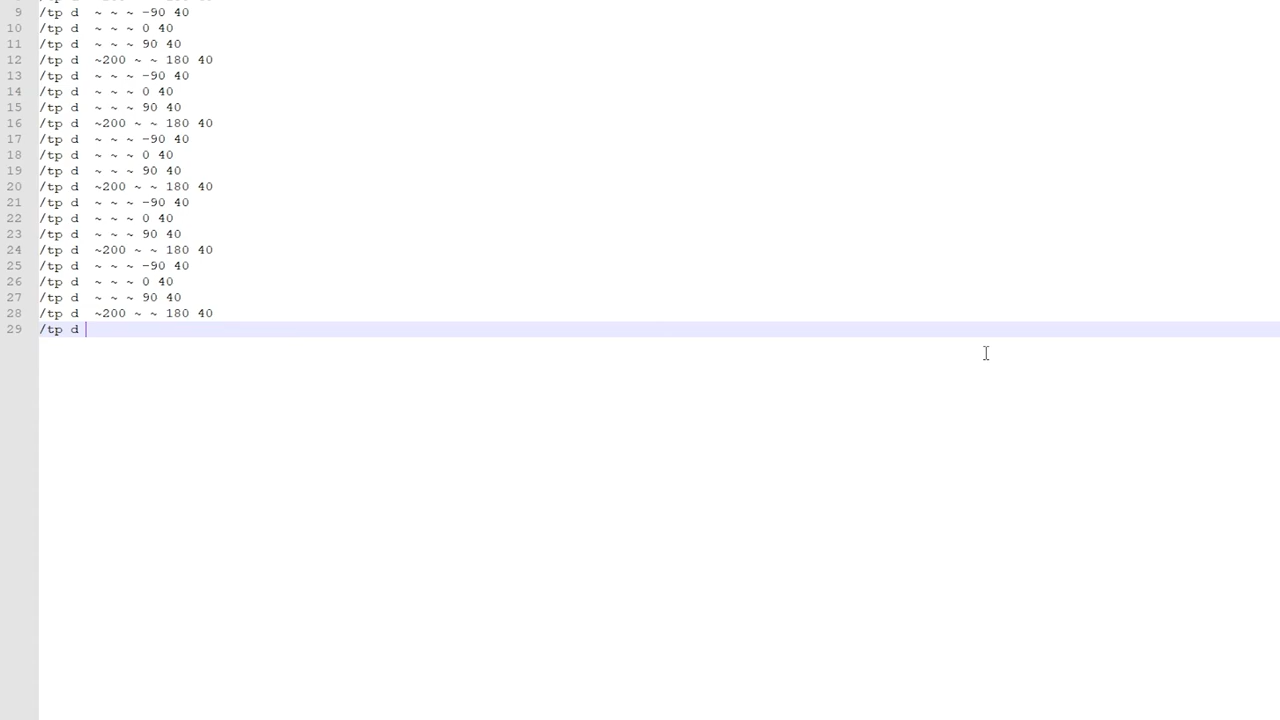 9 /tp d  ~ ~ ~ -90 40
10 /tp d  ~ ~ ~ 0 40
11 /tp d  ~ ~ ~ 90 40
12 /tp d  ~200 ~ ~ 180 40
13 /tp d  ~ ~ ~ -90 40
14 /tp d  ~ ~ ~ 0 40
15 /tp d  ~ ~ ~ 90 40
16 /tp d  ~200 ~ ~ 180 40
17 /tp d  ~ ~ ~ -90 40
18 /tp d  ~ ~ ~ 0 40
19 /tp d  ~ ~ ~ 90 40
20 /tp d  ~200 ~ ~ 180 40
21 /tp d  ~ ~ ~ -90 40
22 /tp d  ~ ~ ~ 0 40
23 /tp d  ~ ~ ~ 90 40
24 /tp d  ~200 ~ ~ 180 40
25 /tp d  ~ ~ ~ -90 40
26 /tp d  ~ ~ ~ 0 40
27 /tp d  ~ ~ ~ 90 40
28 /tp d  ~200 ~ ~ 180 40
29 /tp d